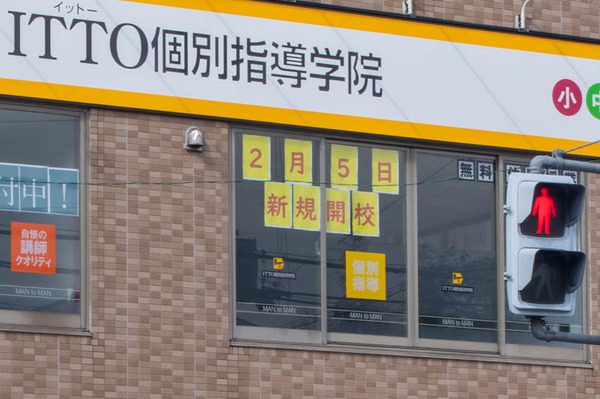 イットー
ITTO個別指導学院
小 中
付中！
自慢の
講師
クオリティ
MAN to MAN
2月5日
新規開校
ITTO個別指導学院
個別
指導
ITTO個別指導学院
MAN to MAN
MAN to MAN
MAN to MAN
無料